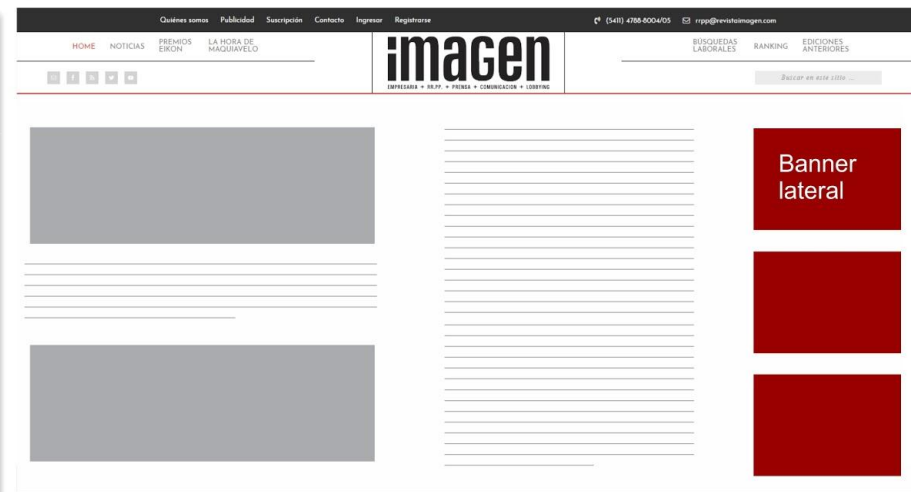 Quiénes somos Publicidad Suscripción Contacto Ingresar Registrarse (5411) 4788-8004/05 rrpp@revistaimagen.com
HOME NOTICIAS PREMIOS EIKON LA HORA DE MAQUIAVELO
imagen
EMPRESARIA + RR.PP. + PRENSA + COMUNICACION + LOBBYING
BÚSQUEDAS LABORALES RANKING EDICIONES ANTERIORES
Buscar en este sitio ...
Banner
lateral